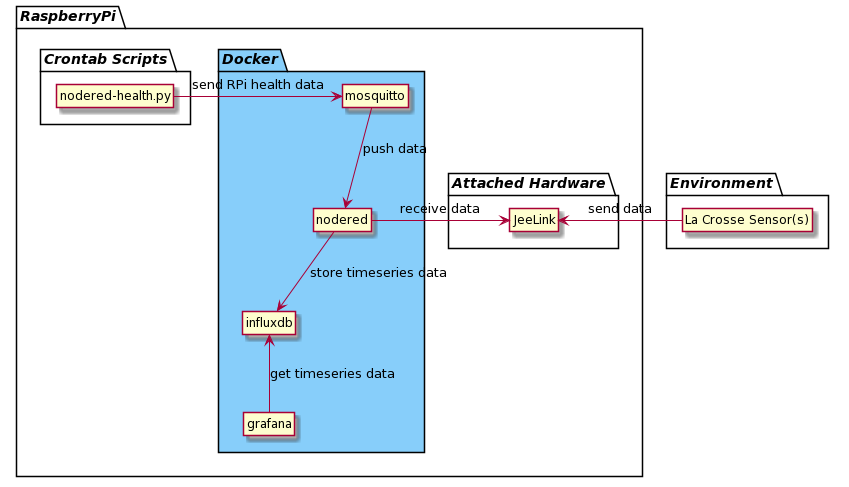 RaspberryPi
Crontab Scripts
Docker
nodered-health.py
send RPi health data
mosquitto
push data
Attached Hardware
Environment
nodered
receive data
JeeLink
send data
La Crosse Sensor(s)
store timeseries data
influxdb
get timeseries data
grafana